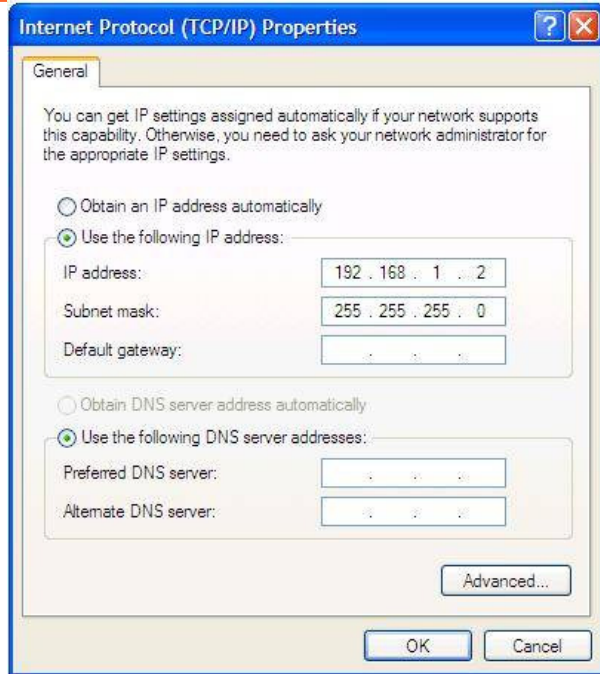 Internet Protocol (TCP/IP) Properties
General
You can get IP settings assigned automatically if your network supports
this capability. Otherwise, you need to ask your network administrator for
the appropriate IP settings.
Obtain an IP address automatically
Use the following IP address:
IP address: 192 . 168 . 1 . 2
Subnet mask: 255 . 255 . 255 . 0
Default gateway: . . .
Obtain DNS server address automatically
Use the following DNS server addresses:
Preferred DNS server: . . .
Alternate DNS server: . . .
Advanced...
OK Cancel